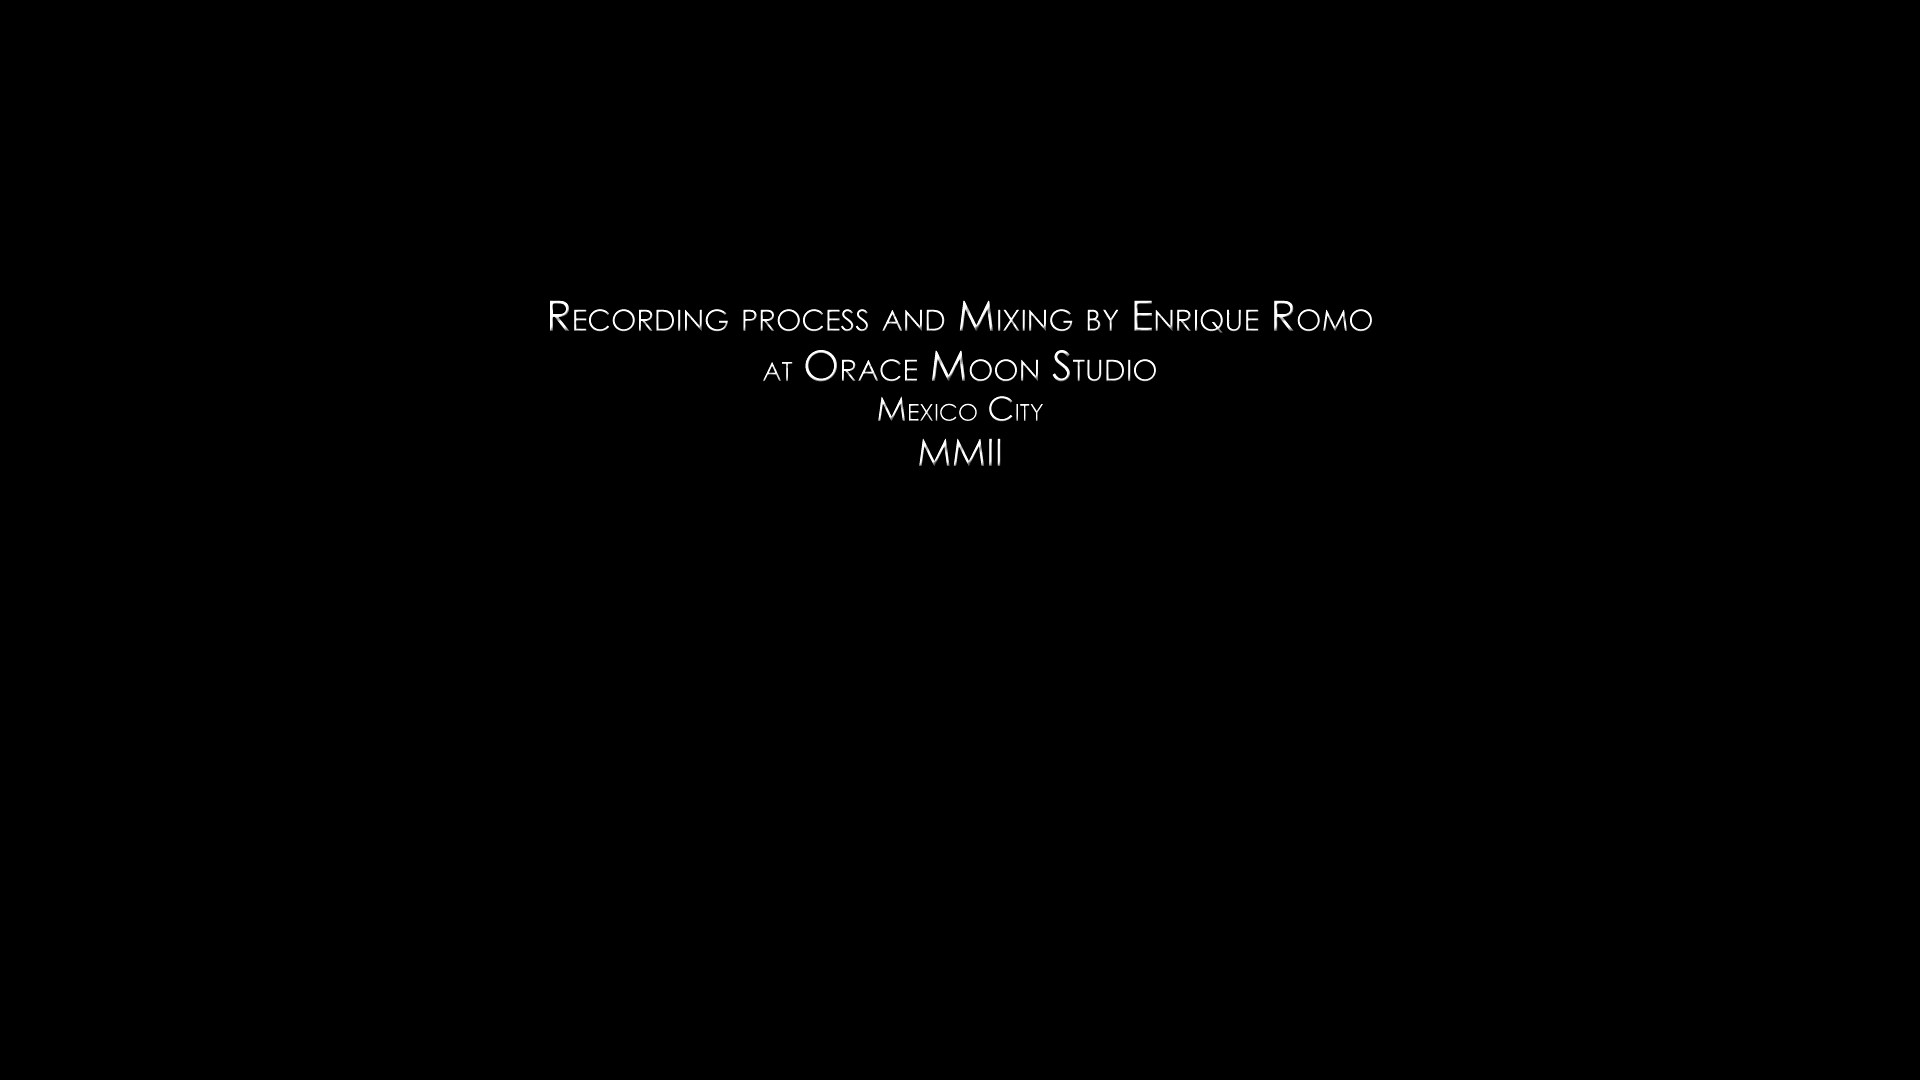 Recording process and Mixing by Enrique Romo
at Orace Moon Studio
Mexico City
MMII